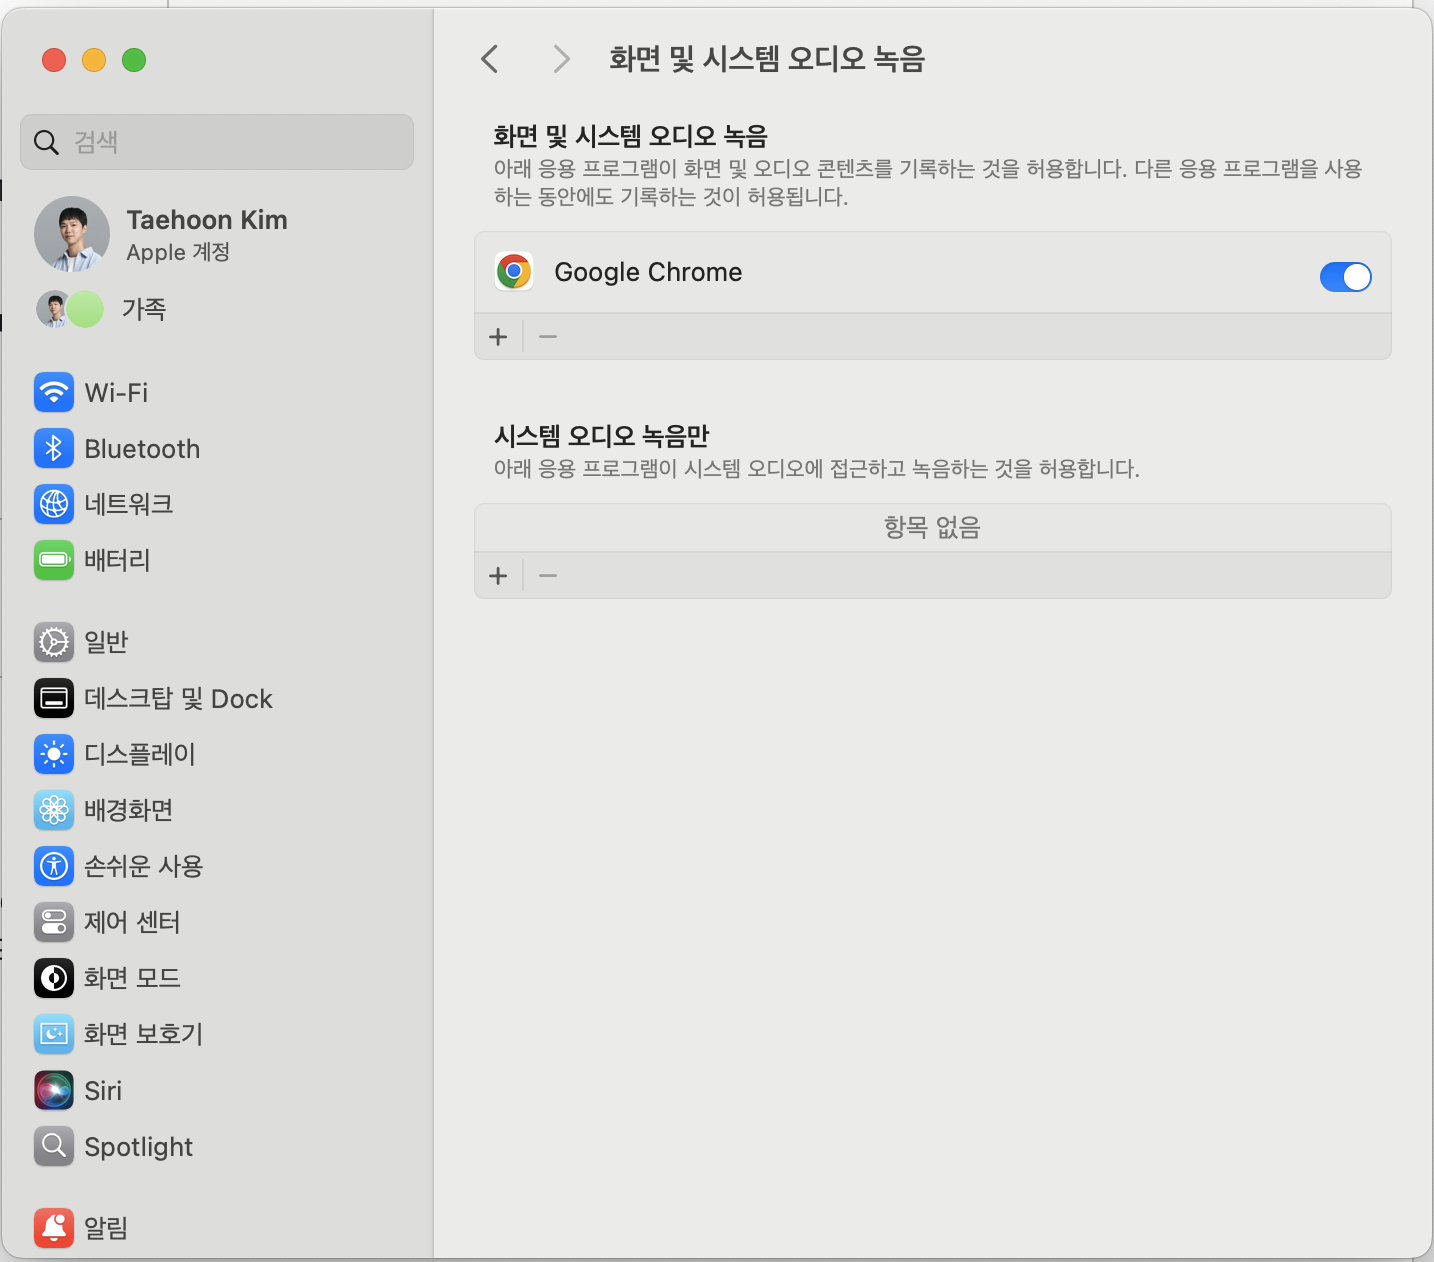 화면 및 시스템 오디오 녹음
검색
Taehoon Kim
Apple 계정
가족
Wi-Fi
Bluetooth
네트워크
배터리
일반
데스크탑 및 Dock
디스플레이
배경화면
손쉬운 사용
제어 센터
화면 모드
화면 보호기
Siri
Spotlight
알림
화면 및 시스템 오디오 녹음
아래 응용 프로그램이 화면 및 오디오 콘텐츠를 기록하는 것을 허용합니다. 다른 응용 프로그램을 사용
하는 동안에도 기록하는 것이 허용됩니다.
Google Chrome
시스템 오디오 녹음만
아래 응용 프로그램이 시스템 오디오에 접근하고 녹음하는 것을 허용합니다.
항목 없음